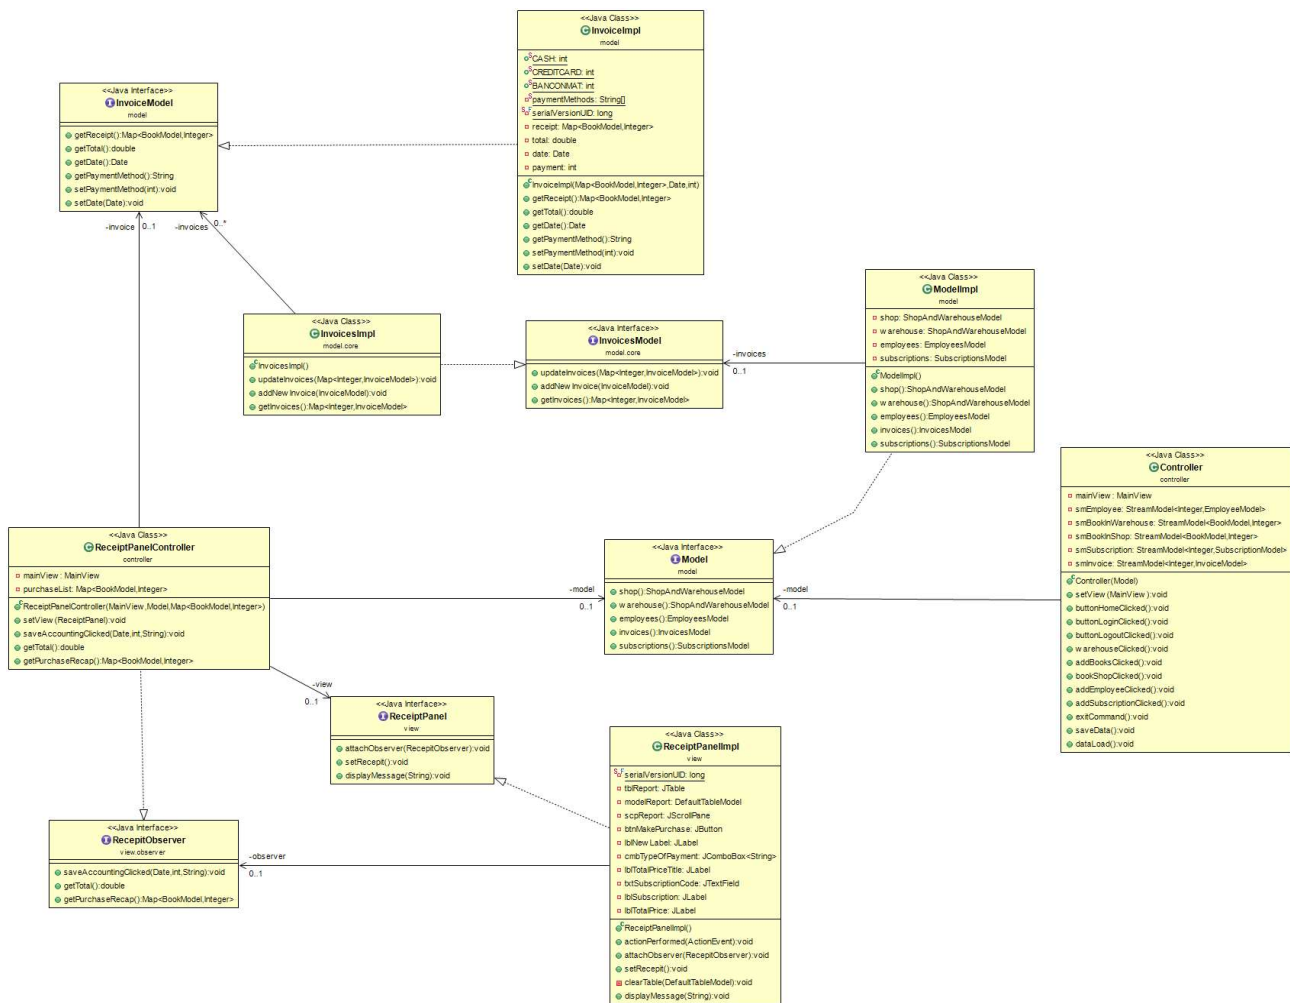 <<Java Class>>
InvoiceImpl
model
CASH: int
CREDITCARD: int
BANCONMAT: int
paymentMethods: String[]
serialVersionUID: long
receipt: Map<BookModel,Integer>
total: double
date: Date
payment: int
InvoiceImpl(Map<BookModel,Integer>,Date,int)
getReceipt():Map<BookModel,Integer>
getTotal():double
getDate():Date
getPaymentMethod():String
setPaymentMethod(int):void
setDate(Date):void
<<Java Interface>>
InvoiceModel
model
getReceipt():Map<BookModel,Integer>
getTotal():double
getDate():Date
getPaymentMethod():String
setPaymentMethod(int):void
setDate(Date):void
-invoice 0..1
-invoices 0..*
<<Java Class>>
InvoicesImpl
model.core
InvoicesImpl()
updateInvoices(Map<Integer,InvoiceModel>):void
addNewInvoice(InvoiceModel):void
getInvoices():Map<Integer,InvoiceModel>
<<Java Interface>>
InvoicesModel
model.core
updateInvoices(Map<Integer,InvoiceModel>):void
addNewInvoice(InvoiceModel):void
getInvoices():Map<Integer,InvoiceModel>
-invoices
0..1
<<Java Class>>
ModelImpl
model
shop: ShopAndWarehouseModel
warehouse: ShopAndWarehouseModel
employees: EmployeesModel
subscriptions: SubscriptionsModel
ModelImpl()
shop():ShopAndWarehouseModel
warehouse():ShopAndWarehouseModel
employees():EmployeesModel
invoices():InvoicesModel
subscriptions():SubscriptionsModel
<<Java Class>>
Controller
controller
mainView: MainView
smEmployee: StreamModel<Integer,EmployeeModel>
smBookInWarehouse: StreamModel<BookModel,Integer>
smBookInShop: StreamModel<BookModel,Integer>
smSubscription: StreamModel<Integer,SubscriptionModel>
smInvoice: StreamModel<Integer,InvoiceModel>
Controller(Model)
setView(MainView):void
buttonHomeClicked():void
buttonLoginClicked():void
buttonLogoutClicked():void
warehouseClicked():void
addBooksClicked():void
bookShopClicked():void
addEmployeeClicked():void
addSubscriptionClicked():void
exitCommand():void
saveData():void
dataLoad():void
<<Java Class>>
ReceiptPanelController
controller
mainView: MainView
purchaseList: Map<BookModel,Integer>
ReceiptPanelController(MainView,Model,Map<BookModel,Integer>)
setView(ReceiptPanel):void
saveAccountingClicked(Date,int,String):void
getTotal():double
getPurchaseRecap():Map<BookModel,Integer>
-model
0..1
<<Java Interface>>
Model
model
shop():ShopAndWarehouseModel
warehouse():ShopAndWarehouseModel
employees():EmployeesModel
invoices():InvoicesModel
subscriptions():SubscriptionsModel
-model
0..1
-view
0..1
<<Java Interface>>
ReceiptPanel
view
attachObserver(RecepitObserver):void
setRecepit():void
displayMessage(String):void
<<Java Class>>
ReceiptPanelImpl
view
serialVersionUID: long
tblReport: JTable
modelReport: DefaultTableModel
scpReport: JScrollPane
btnMakePurchase: JButton
lblNewLabel: JLabel
cmbTypeOfPayment: JComboBox<String>
lblTotalPriceTitle: JLabel
txtSubscriptionCode: JTextField
lblSubscription: JLabel
lblTotalPrice: JLabel
ReceiptPanelImpl()
actionPerformed(ActionEvent):void
attachObserver(RecepitObserver):void
setRecepit():void
clearTable(DefaultTableModel):void
displayMessage(String):void
<<Java Interface>>
RecepitObserver
view.observer
saveAccountingClicked(Date,int,String):void
getTotal():double
getPurchaseRecap():Map<BookModel,Integer>
-observer
0..1